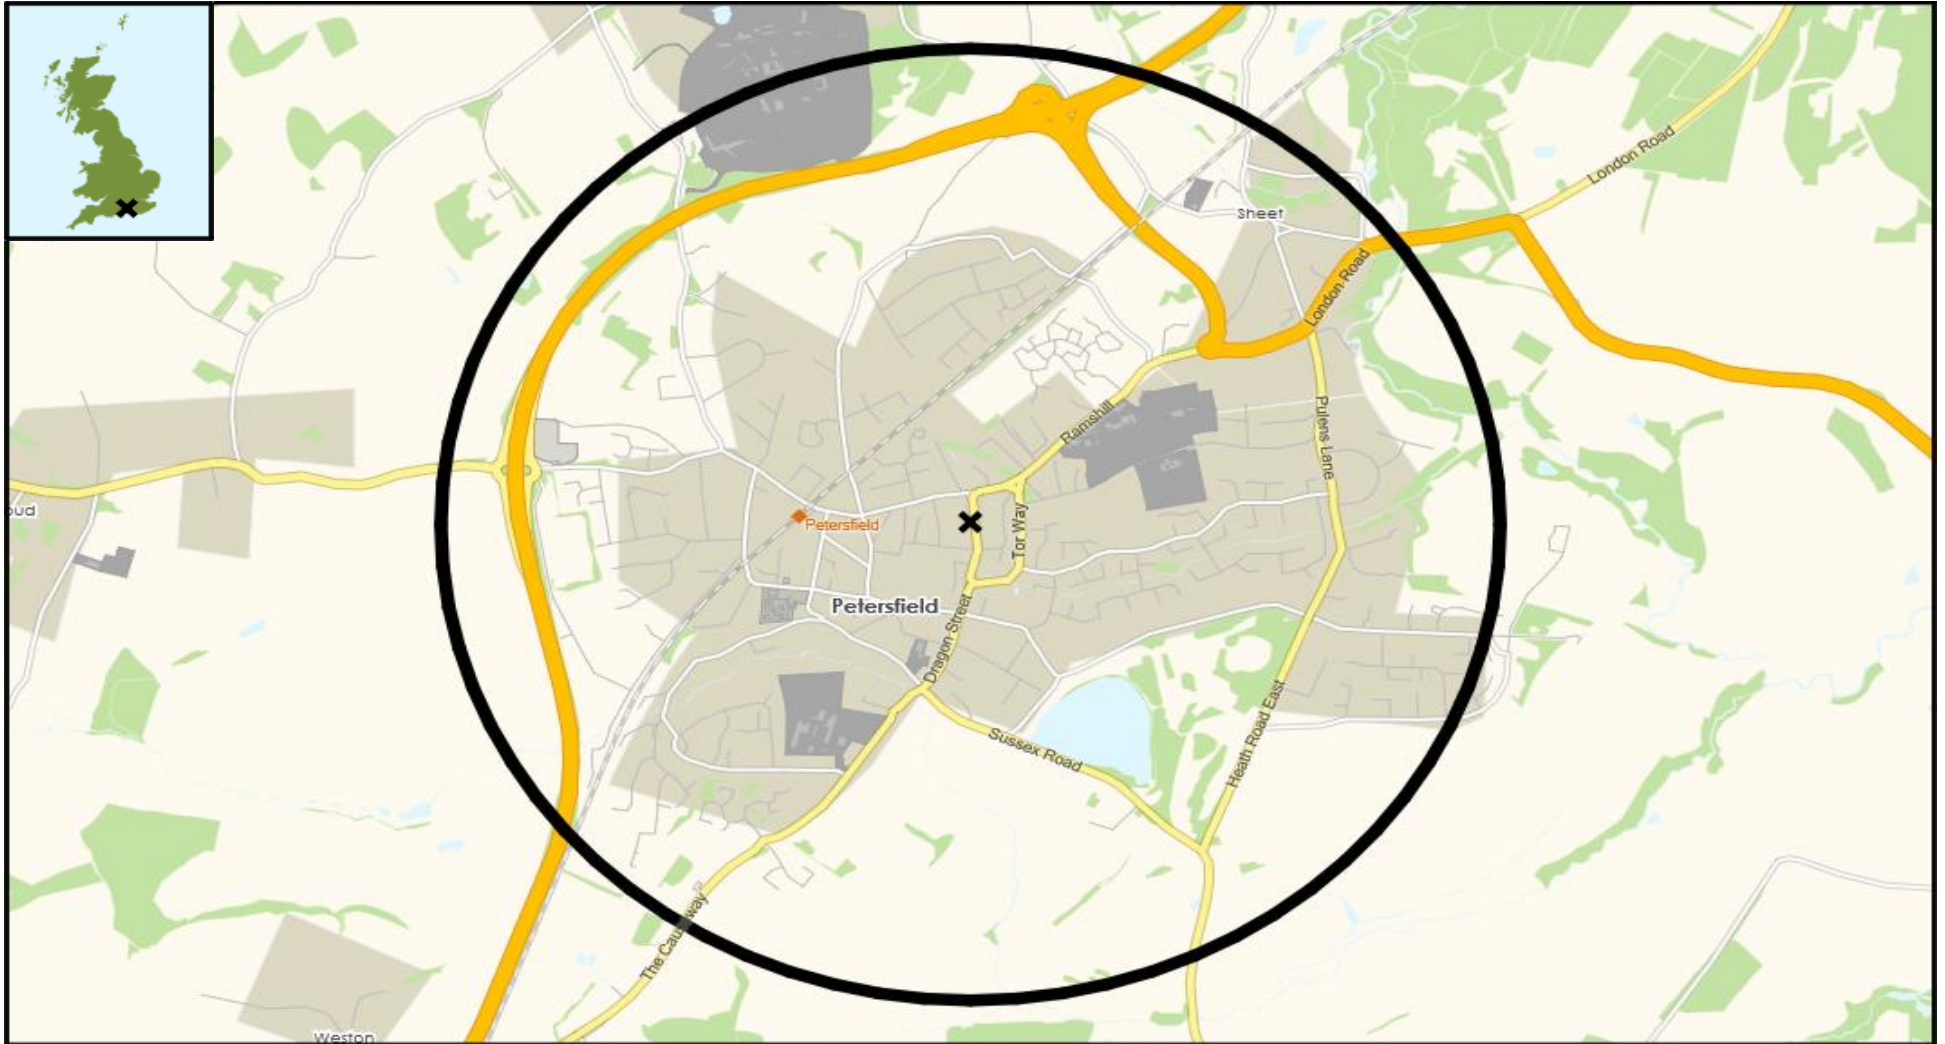 London Road
Sheet
London Road
Ramshill
Pulens Lane
oud
Petersfield
Tor Way
Petersfield
Dragon Street
Sussex Road
Heath Road East
The Causeway
Weston